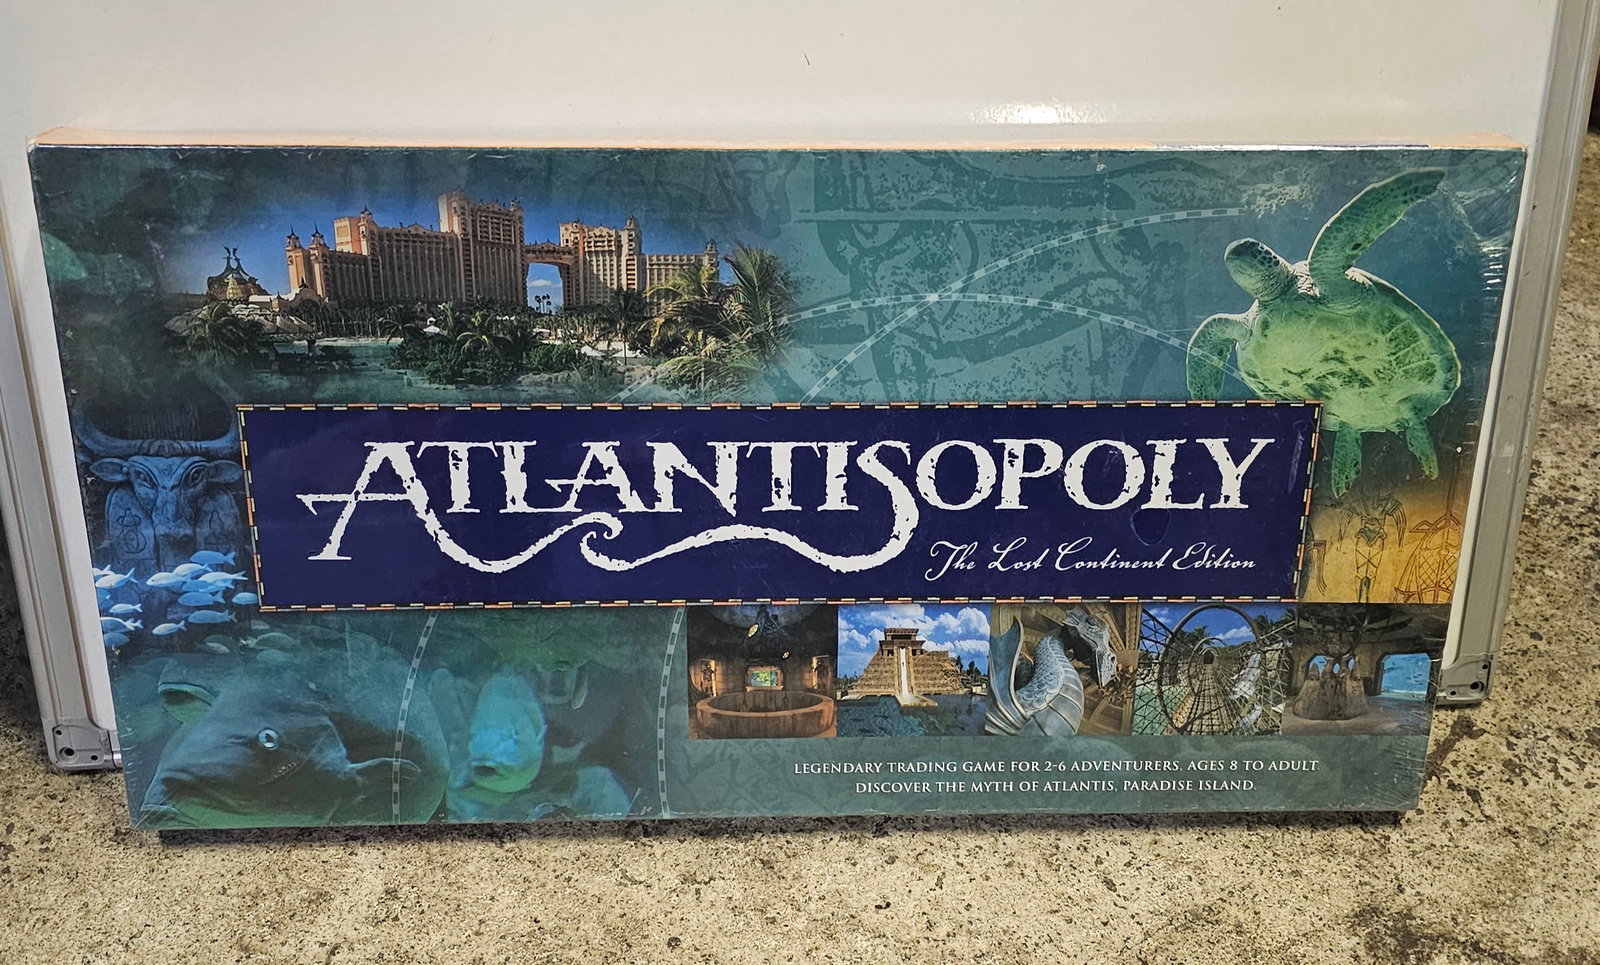 ATLANTISOPOLY
The Lost Continent Edition
LEGENDARY TRADING GAME FOR 2-6 ADVENTURERS, AGES 8 TO ADULT.
DISCOVER THE MYTH OF ATLANTIS, PARADISE ISLAND.